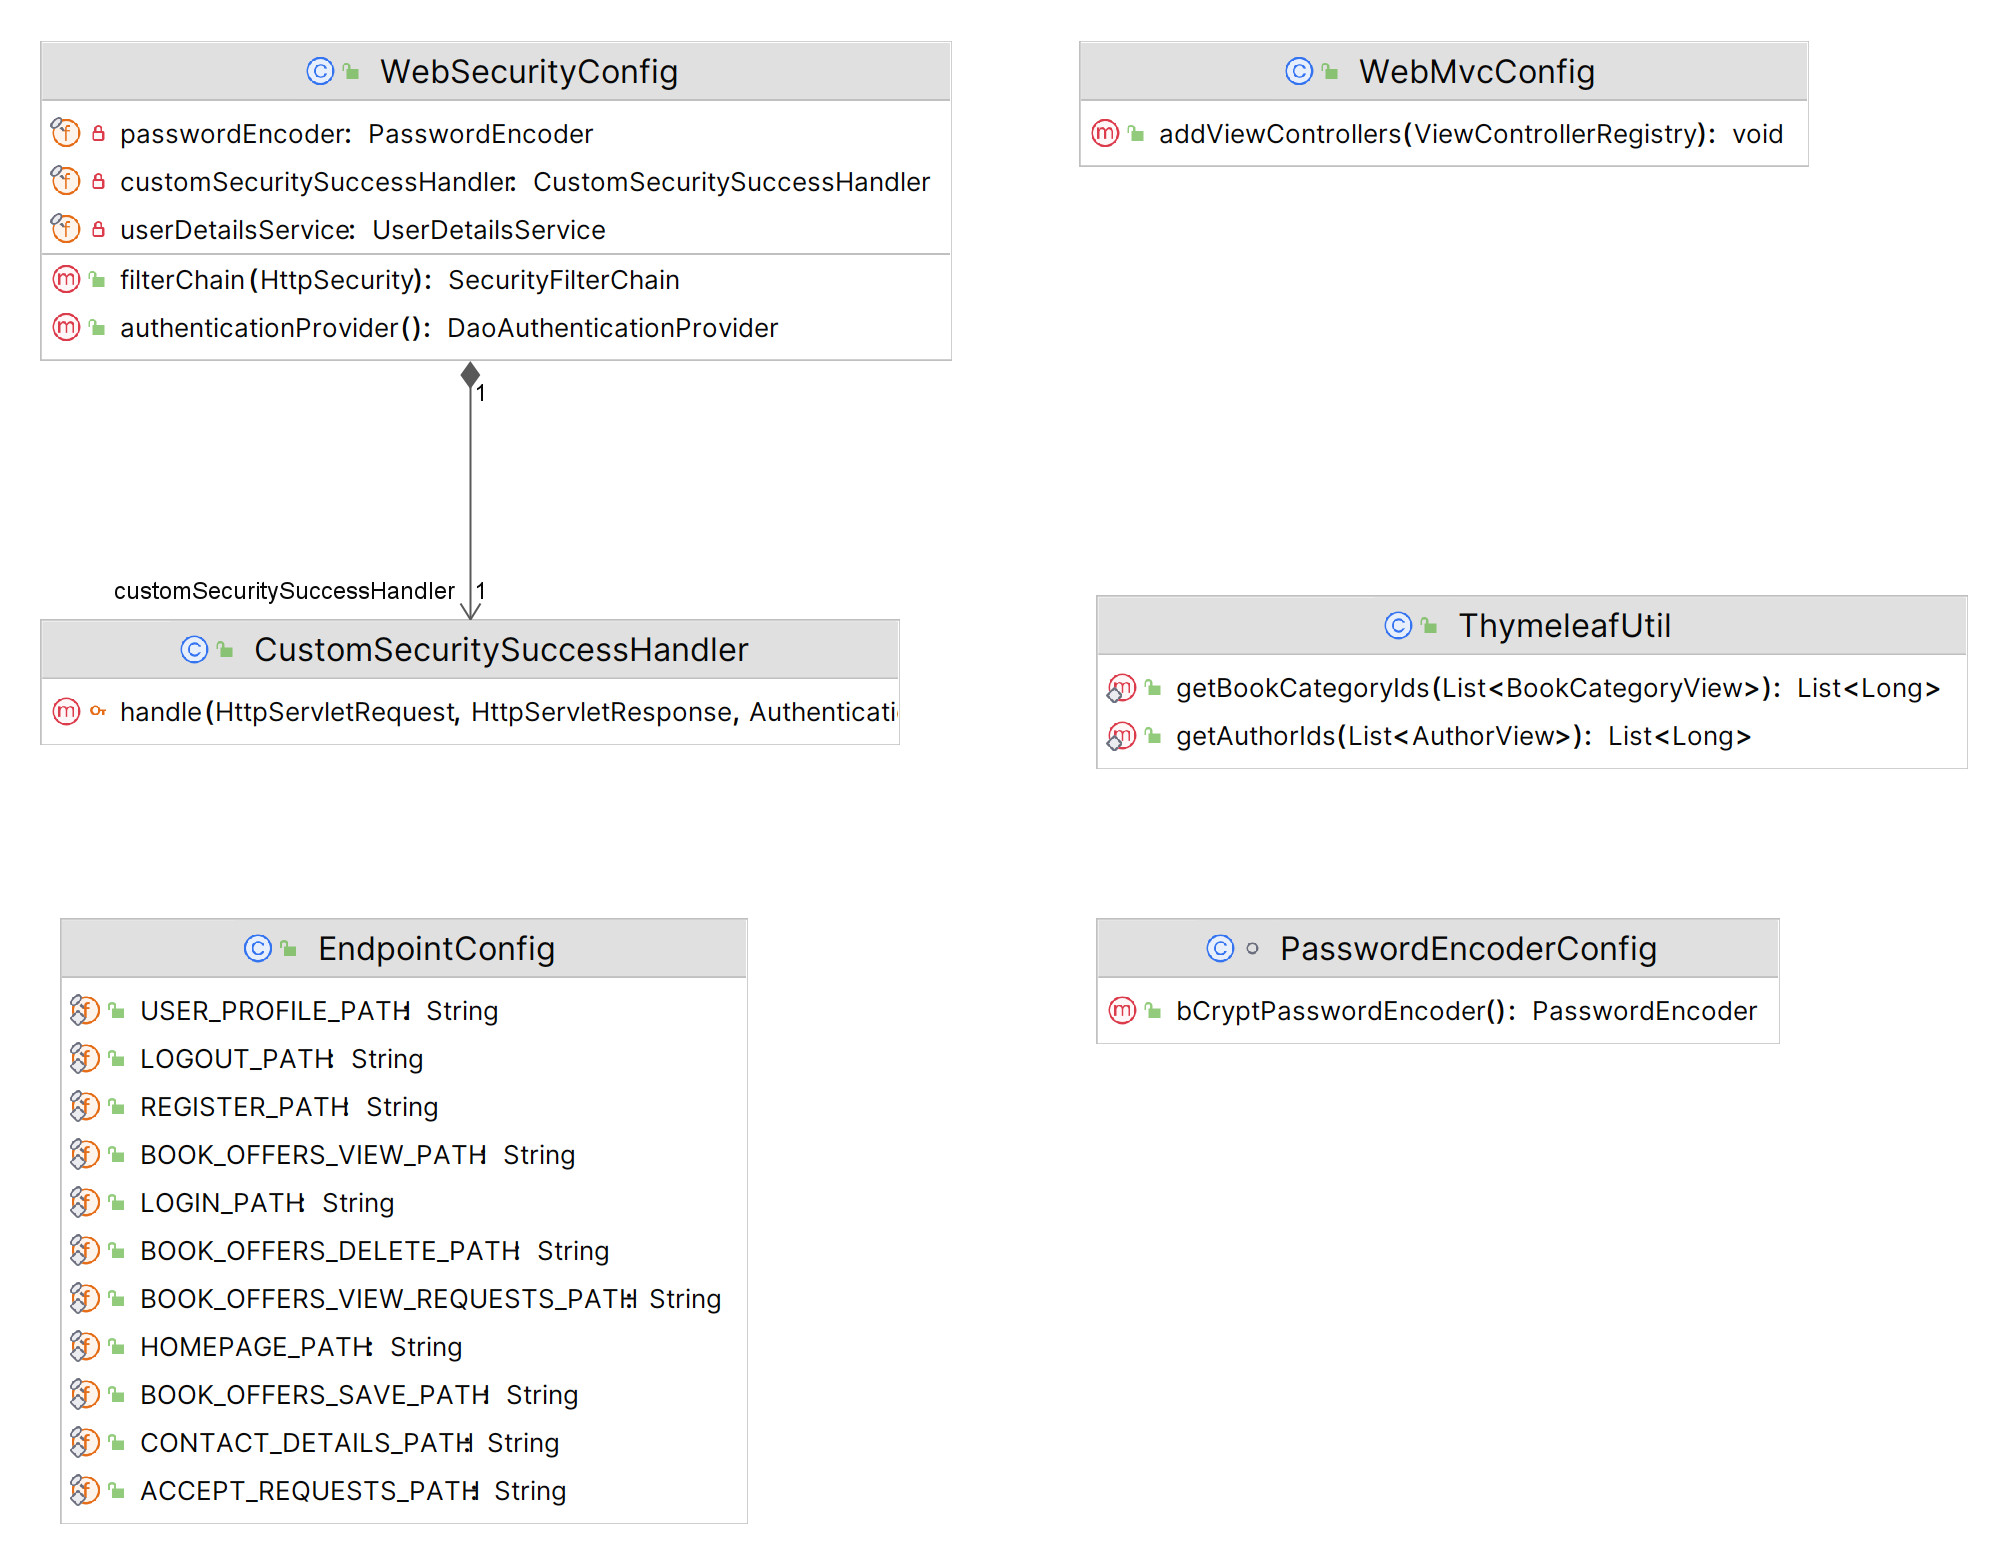 WebSecurityConfig
passwordEncoder: PasswordEncoder
customSecuritySuccessHandler: CustomSecuritySuccessHandler
userDetailsService: UserDetailsService
filterChain(HttpSecurity): SecurityFilterChain
authenticationProvider(): DaoAuthenticationProvider
WebMvcConfig
addViewControllers(ViewControllerRegistry): void
1
customSecuritySuccessHandler 1
CustomSecuritySuccessHandler
handle(HttpServletRequest, HttpServletResponse, Authenticati
ThymeleafUtil
getBookCategoryIds(List<BookCategoryView>): List<Long>
getAuthorIds(List<AuthorView>): List<Long>
EndpointConfig
USER_PROFILE_PATH: String
LOGOUT_PATH: String
REGISTER_PATH: String
BOOK_OFFERS_VIEW_PATH: String
LOGIN_PATH: String
BOOK_OFFERS_DELETE_PATH: String
BOOK_OFFERS_VIEW_REQUESTS_PATH: String
HOMEPAGE_PATH: String
BOOK_OFFERS_SAVE_PATH: String
CONTACT_DETAILS_PATH: String
ACCEPT_REQUESTS_PATH: String
PasswordEncoderConfig
bCryptPasswordEncoder(): PasswordEncoder